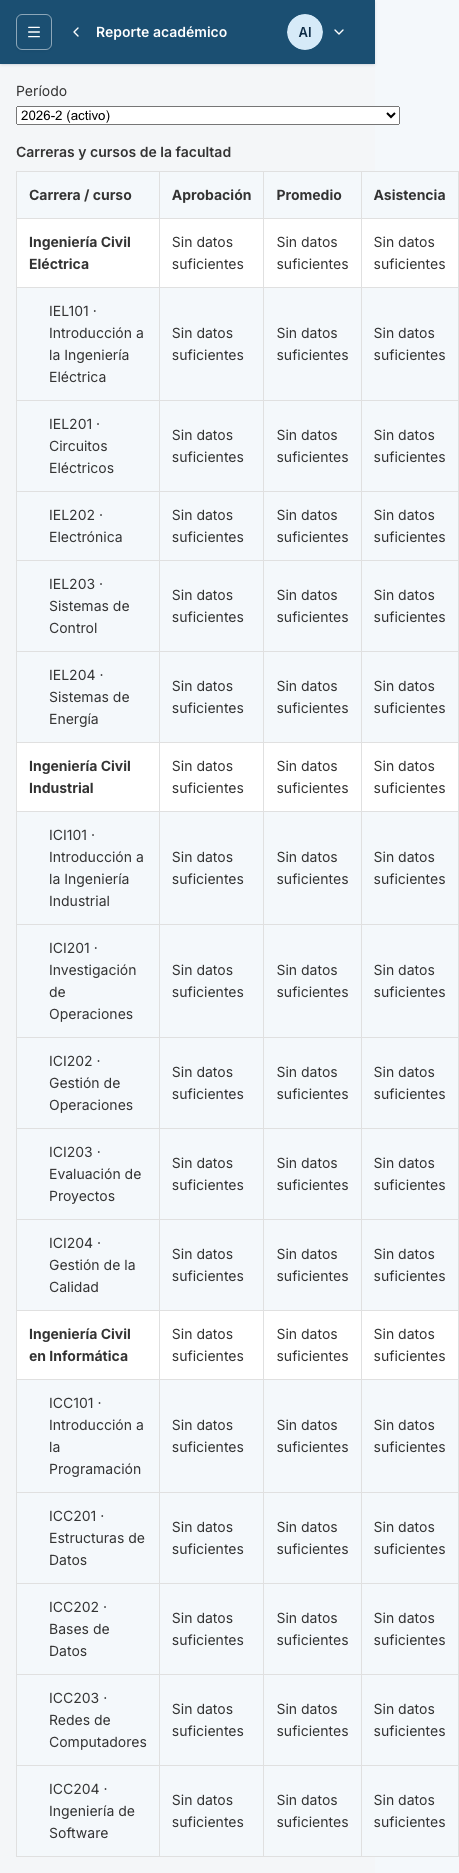 Reporte académico
AI
Período
2026-2 (activo)
Carreras y cursos de la facultad
Carrera / curso Aprobación Promedio Asistencia
Ingeniería Civil Sin datos Sin datos Sin datos
Eléctrica suficientes suficientes suficientes
IEL101 ·
Introducción a Sin datos Sin datos Sin datos
la Ingeniería suficientes suficientes suficientes
Eléctrica
IEL201 ·
Circuitos Sin datos Sin datos Sin datos
Eléctricos suficientes suficientes suficientes
IEL202 · Sin datos Sin datos Sin datos
Electrónica suficientes suficientes suficientes
IEL203 ·
Sistemas de Sin datos Sin datos Sin datos
Control suficientes suficientes suficientes
IEL204 ·
Sistemas de Sin datos Sin datos Sin datos
Energía suficientes suficientes suficientes
Ingeniería Civil Sin datos Sin datos Sin datos
Industrial suficientes suficientes suficientes
ICI101 ·
Introducción a Sin datos Sin datos Sin datos
la Ingeniería suficientes suficientes suficientes
Industrial
ICI201 ·
Investigación Sin datos Sin datos Sin datos
de suficientes suficientes suficientes
Operaciones
ICI202 ·
Gestión de Sin datos Sin datos Sin datos
Operaciones suficientes suficientes suficientes
ICI203 ·
Evaluación de Sin datos Sin datos Sin datos
Proyectos suficientes suficientes suficientes
ICI204 ·
Gestión de la Sin datos Sin datos Sin datos
Calidad suficientes suficientes suficientes
Ingeniería Civil Sin datos Sin datos Sin datos
en Informática suficientes suficientes suficientes
ICC101 ·
Introducción a Sin datos Sin datos Sin datos
la suficientes suficientes suficientes
Programación
ICC201 ·
Estructuras de Sin datos Sin datos Sin datos
Datos suficientes suficientes suficientes
ICC202 ·
Bases de Sin datos Sin datos Sin datos
Datos suficientes suficientes suficientes
ICC203 ·
Redes de Sin datos Sin datos Sin datos
Computadores suficientes suficientes suficientes
ICC204 ·
Ingeniería de Sin datos Sin datos Sin datos
Software suficientes suficientes suficientes